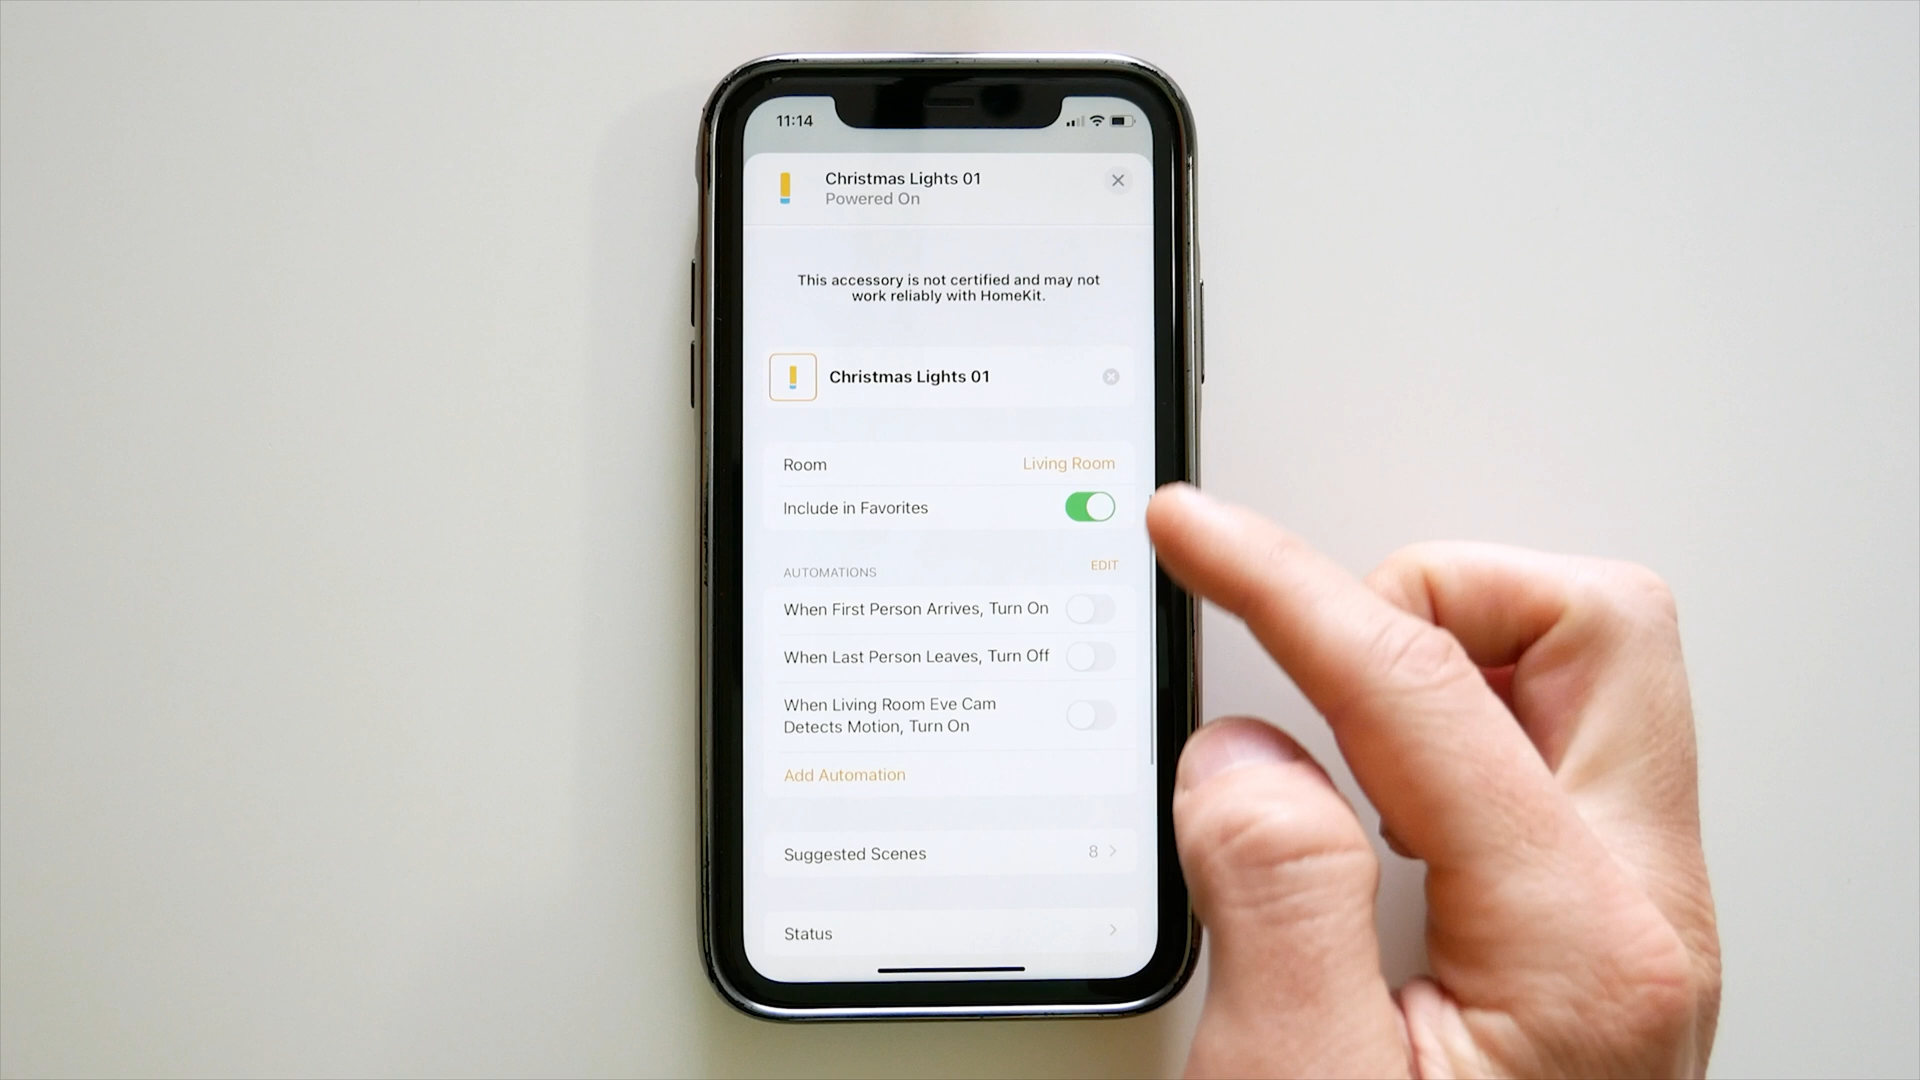 11:14
Christmas Lights 01
Powered On
This accessory is not certified and may not
work reliably with HomeKit.
Christmas Lights 01
Room Living Room
Include in Favorites
AUTOMATIONS EDIT
When First Person Arrives, Turn On
When Last Person Leaves, Turn Off
When Living Room Eve Cam
Detects Motion, Turn On
Add Automation
Suggested Scenes 8
Status